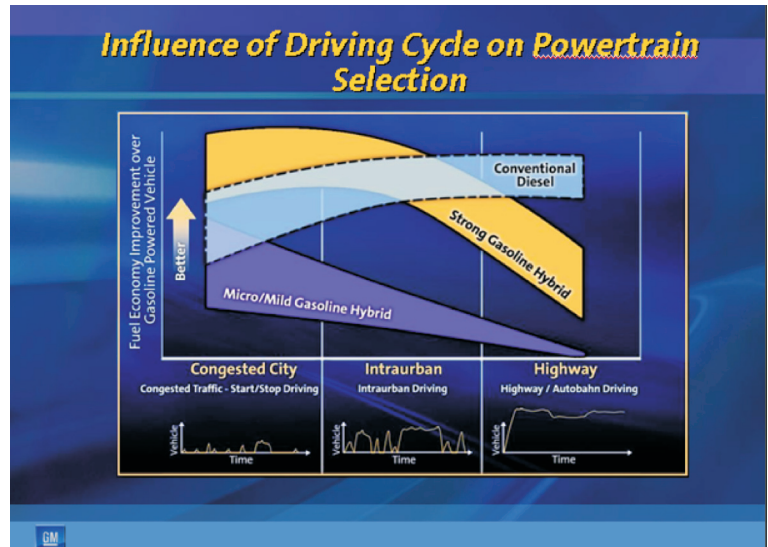 Influence of Driving Cycle on Powertrain
Selection
Fuel Economy Improvement over
Gasoline Powered Vehicle
Better
Conventional
Diesel
Strong Gasoline Hybrid
Micro/Mild Gasoline Hybrid
Congested City
Intraurban
Highway
Congested Traffic - Start/Stop Driving
Intraurban Driving
Highway / Autobahn Driving
Vehicle
Time
Vehicle
Time
Vehicle
Time
GM